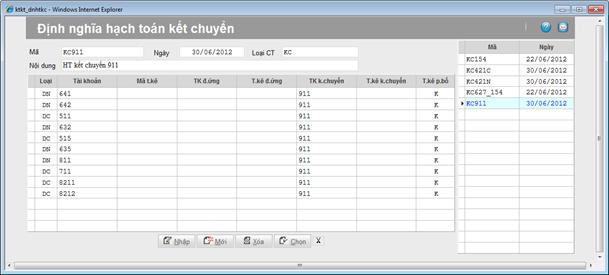 ktkt_dnhtkc - Windows Internet Explorer
Định nghĩa hạch toán kết chuyển
Mã KC911 Ngày 30/06/2012 Loại CT KC
Nội dung HT kết chuyển 911
Loại Tài khoản Mã t.kê TK đ.ứng T.kê đ.ứng TK k.chuyển T.kê k.chuyển T.kê p.bổ
DN 641 911 K
DN 642 911 K
DC 511 911 K
DN 632 911 K
DC 515 911 K
DN 635 911 K
DN 811 911 K
DC 711 911 K
DC 8211 911 K
DC 8212 911 K
Nhập Mới Xóa Chọn X
Mã Ngày
KC154 22/06/2012
KC421C 30/06/2012
KC421N 30/06/2012
KC627_154 22/06/2012
KC911 30/06/2012